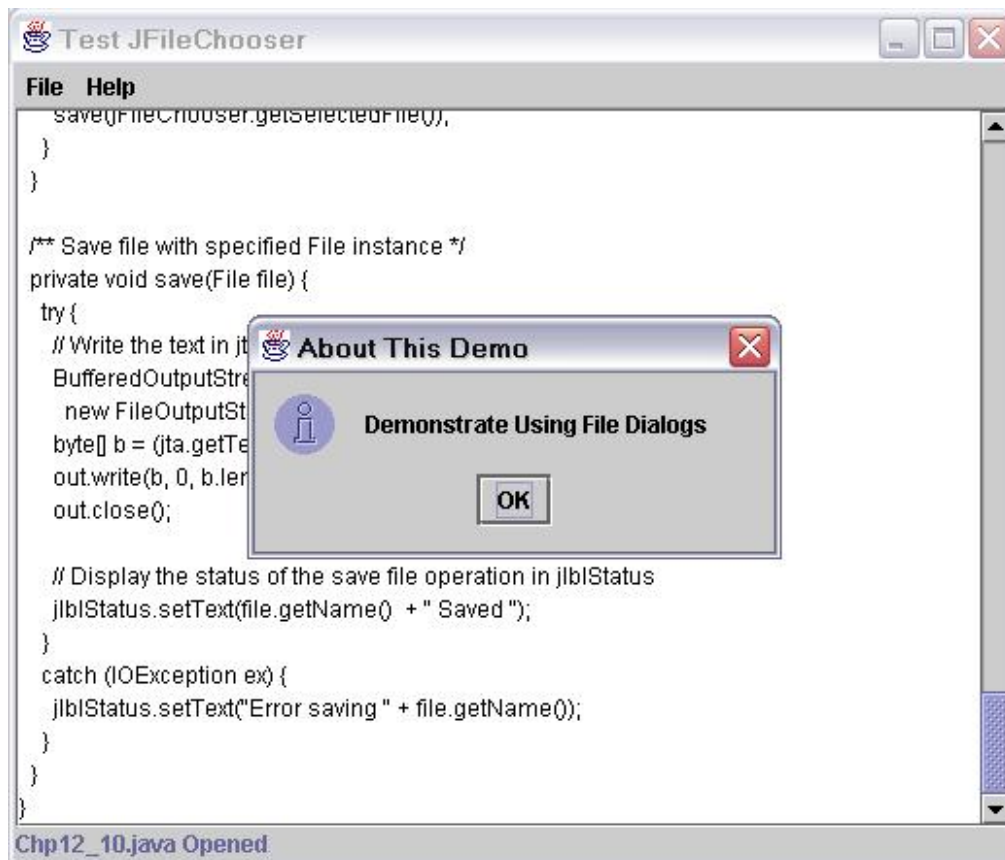 Test JFileChooser
File Help
save(jFileChooser.getSelectedFile());
}
}
/** Save file with specified File instance */
private void save(File file) {
try {
// Write the text in jt
BufferedOutputStre
new FileOutputSt
byte[] b = (jta.getTe
out.write(b, 0, b.len
out.close();
About This Demo
Demonstrate Using File Dialogs
OK
// Display the status of the save file operation in jlblStatus
jlblStatus.setText(file.getName() + " Saved ");
}
catch (IOException ex) {
jlblStatus.setText("Error saving " + file.getName());
}
}
}
Chp12_10.java Opened